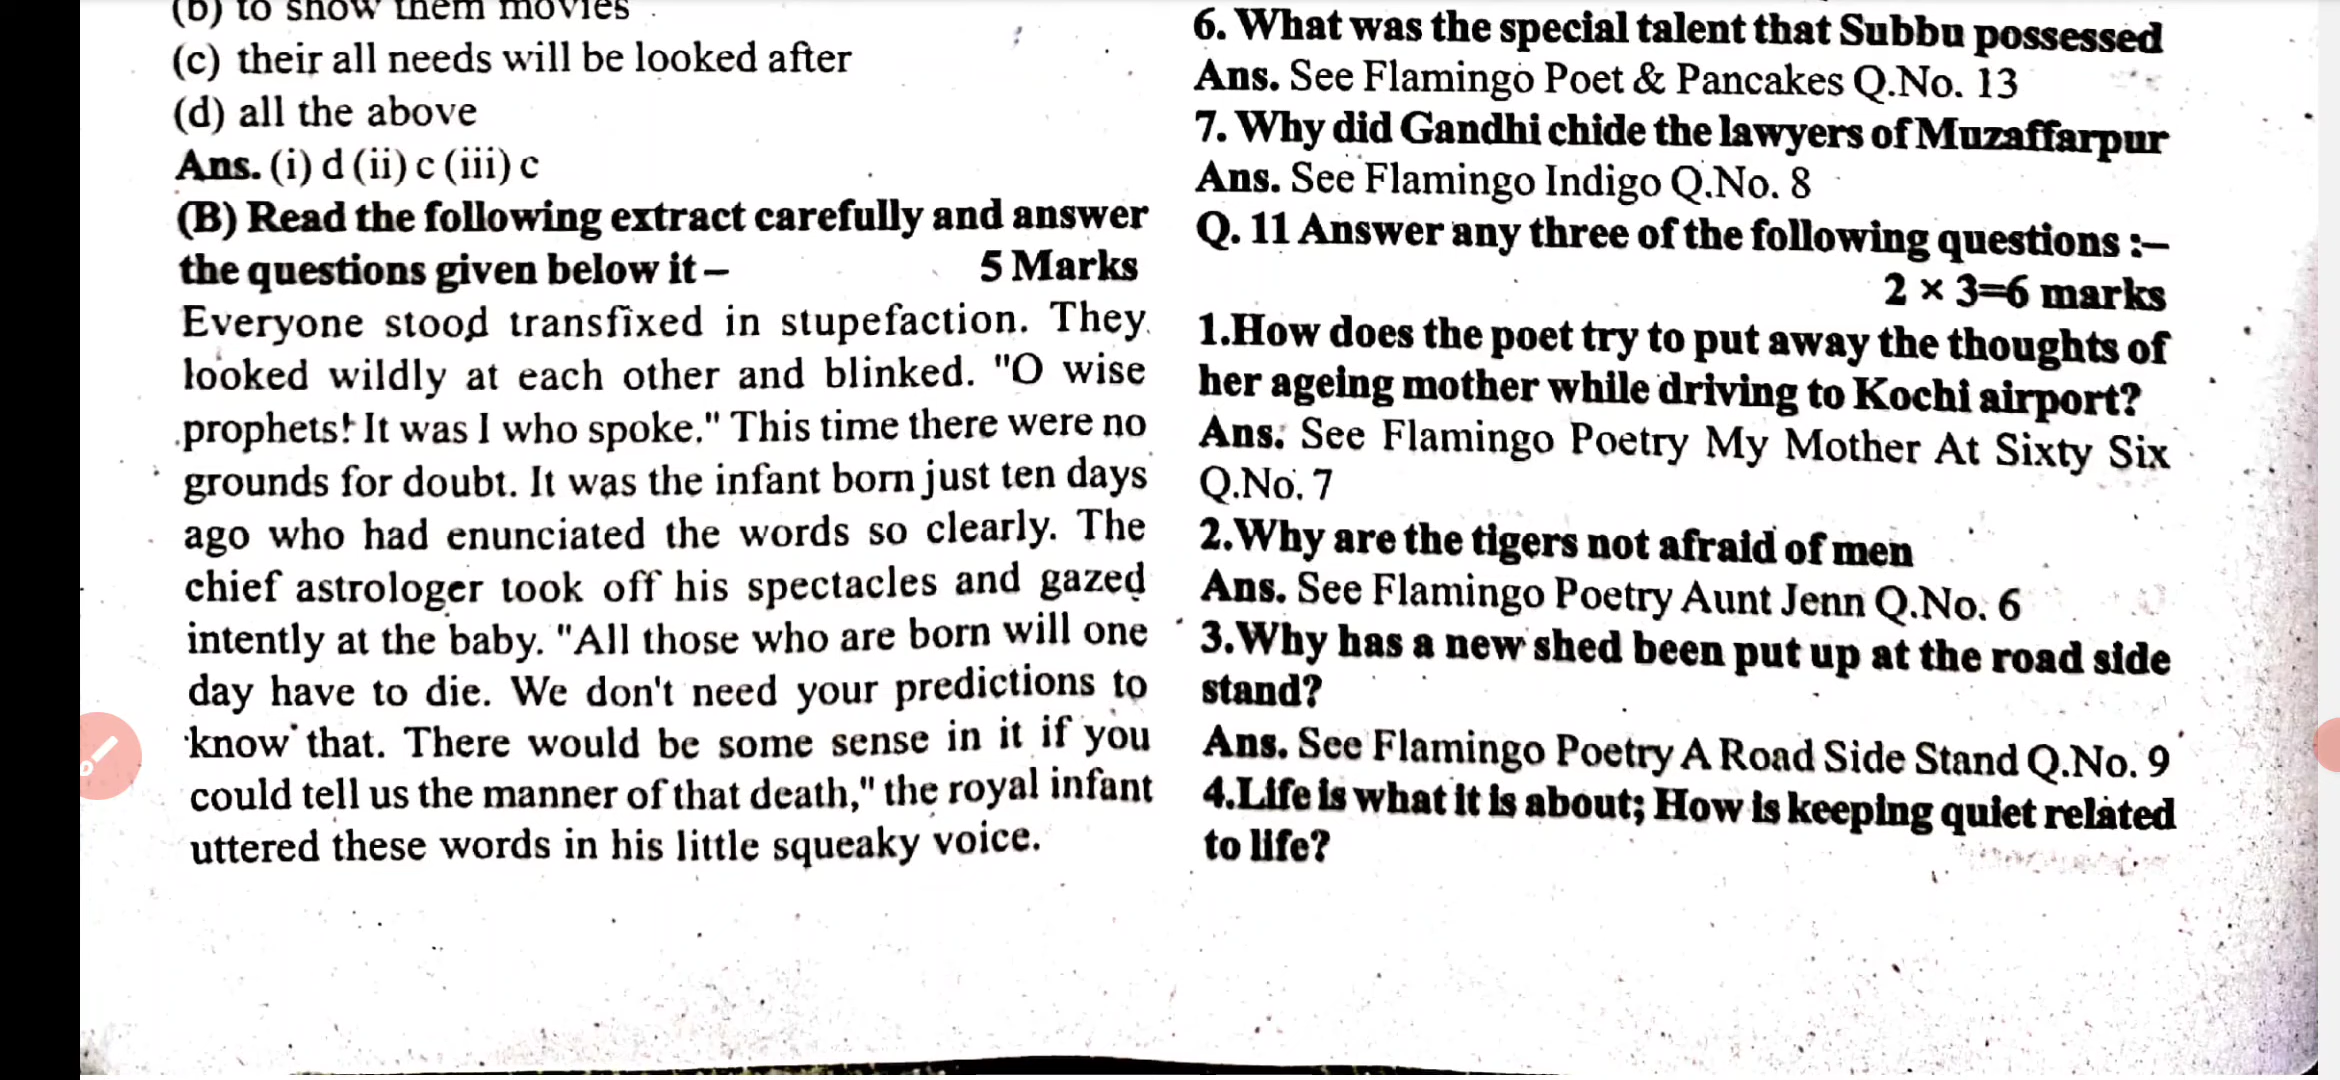 (b) to show them movies
(c) their all needs will be looked after
(d) all the above
Ans. (i) d (ii) c (iii) c
(B) Read the following extract carefully and answer
the questions given below it – 5 Marks
Everyone stood transfixed in stupefaction. They
looked wildly at each other and blinked. "O wise
prophets! It was I who spoke." This time there were no
grounds for doubt. It was the infant born just ten days
ago who had enunciated the words so clearly. The
chief astrologer took off his spectacles and gazed
intently at the baby. "All those who are born will one
day have to die. We don't need your predictions to
know that. There would be some sense in it if you
could tell us the manner of that death," the royal infant
uttered these words in his little squeaky voice.
6. What was the special talent that Subbu possessed
Ans. See Flamingo Poet & Pancakes Q.No. 13
7. Why did Gandhi chide the lawyers of Muzaffarpur
Ans. See Flamingo Indigo Q.No. 8
Q. 11 Answer any three of the following questions :–
2 × 3=6 marks
1.How does the poet try to put away the thoughts of
her ageing mother while driving to Kochi airport?
Ans. See Flamingo Poetry My Mother At Sixty Six
Q.No. 7
2.Why are the tigers not afraid of men
Ans. See Flamingo Poetry Aunt Jenn Q.No. 6
3.Why has a new shed been put up at the road side
stand?
Ans. See Flamingo Poetry A Road Side Stand Q.No. 9
4.Life is what it is about; How is keeping quiet related
to life?